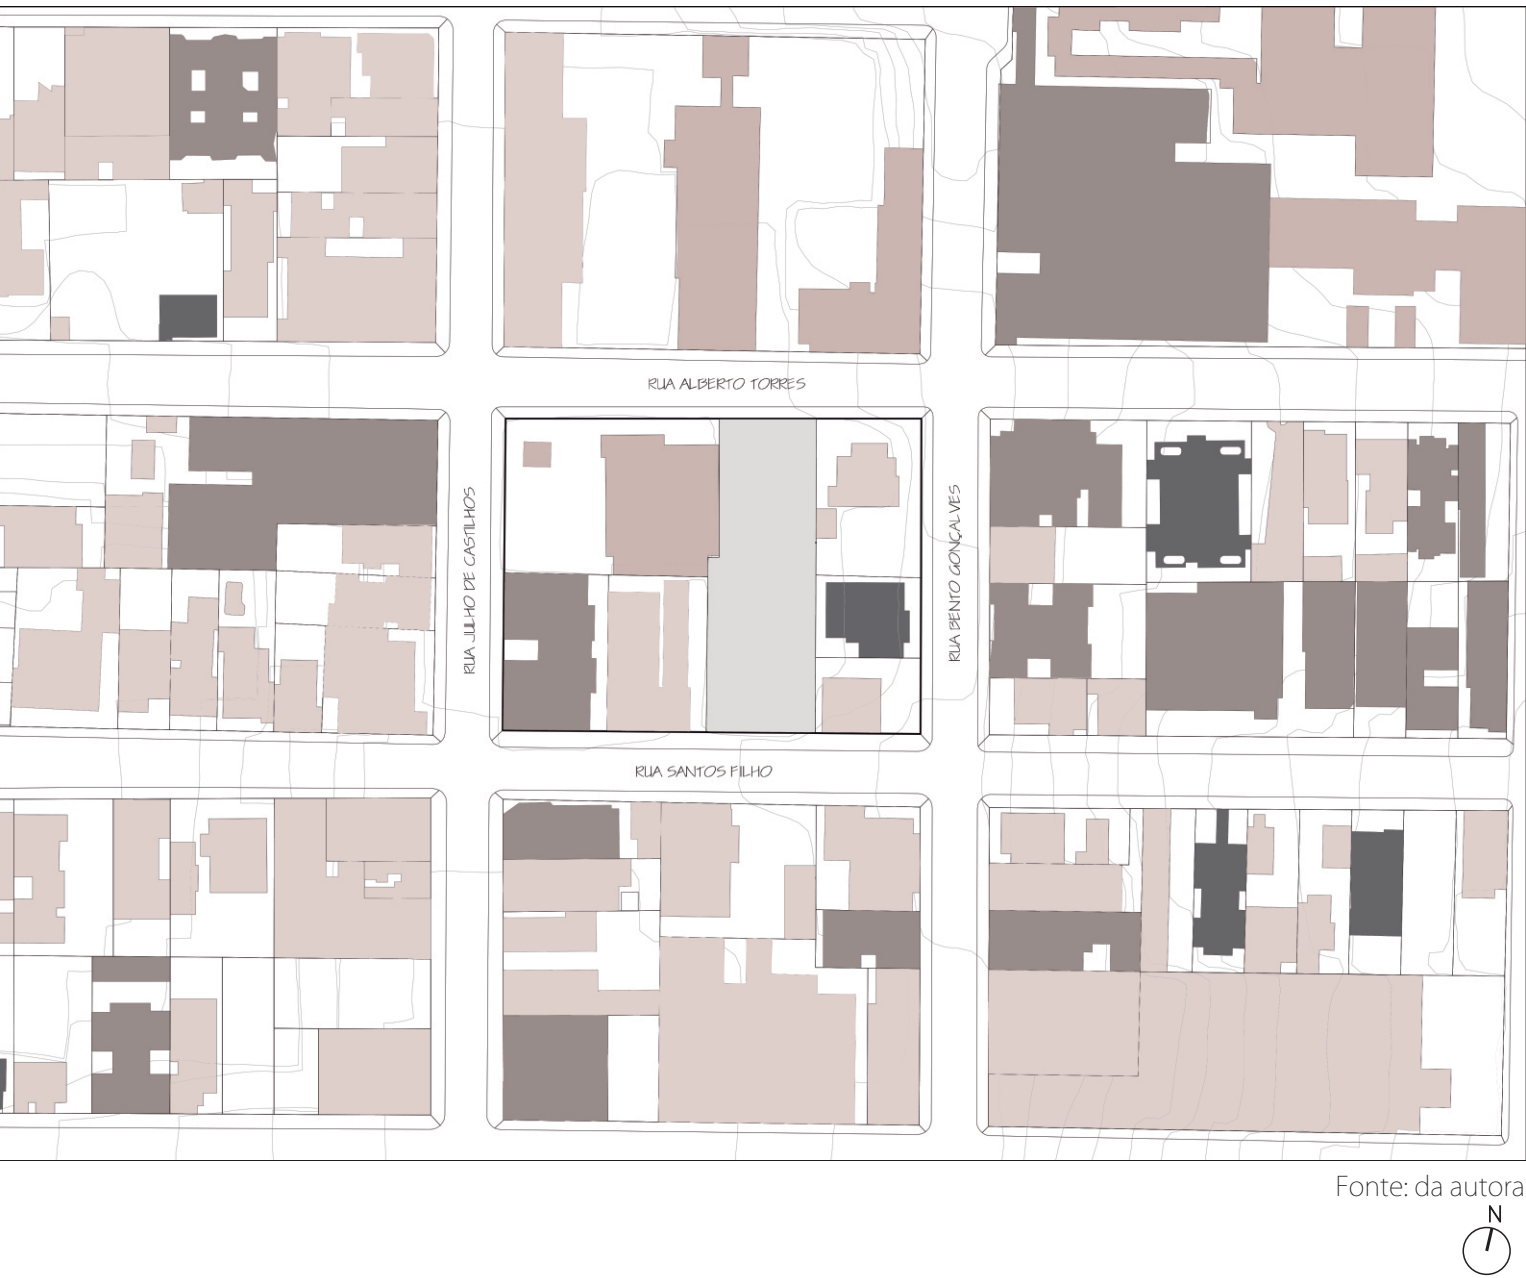 RUA ALBERTO TORRES
RUA JULHO DE CASTILHOS
RUA BENTO GONÇALVES
RUA SANTOS FILHO
Fonte: da autora
N